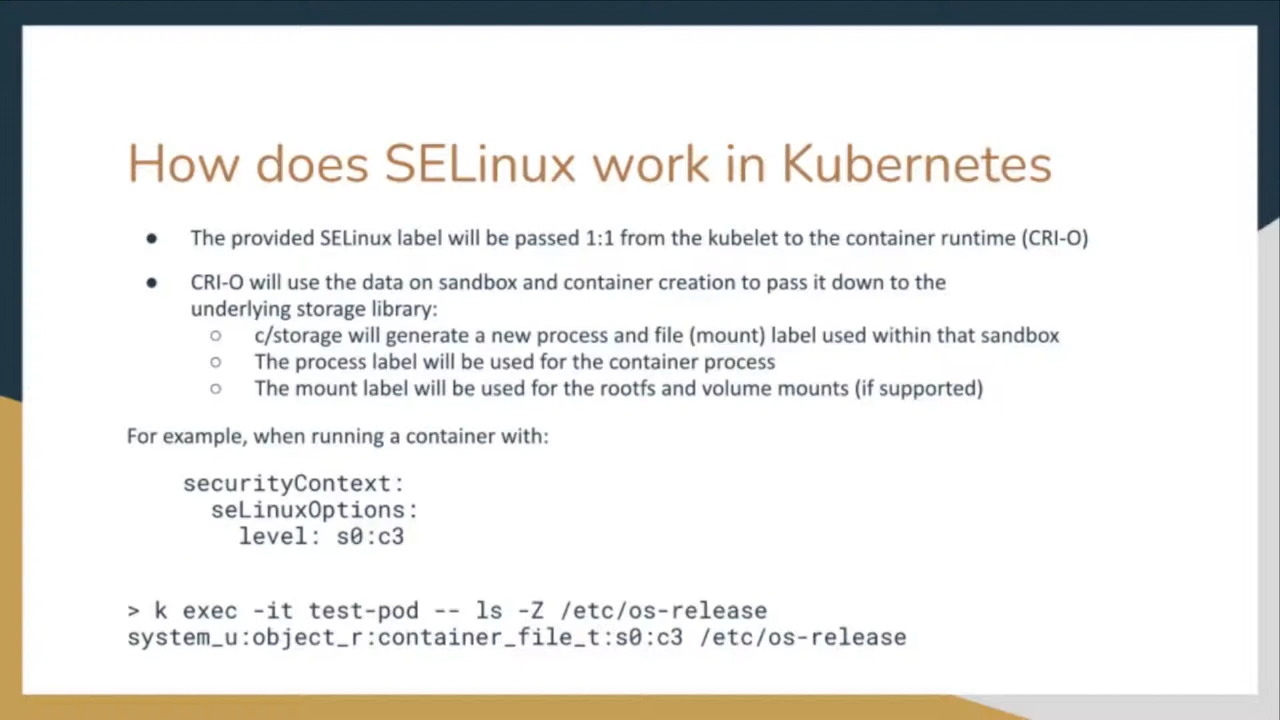 How does SELinux work in Kubernetes
● The provided SELinux label will be passed 1:1 from the kubelet to the container runtime (CRI-O)
● CRI-O will use the data on sandbox and container creation to pass it down to the
underlying storage library:
○ c/storage will generate a new process and file (mount) label used within that sandbox
○ The process label will be used for the container process
○ The mount label will be used for the rootfs and volume mounts (if supported)
For example, when running a container with:
securityContext:
  seLinuxOptions:
    level: s0:c3
> k exec -it test-pod -- ls -Z /etc/os-release
system_u:object_r:container_file_t:s0:c3 /etc/os-release